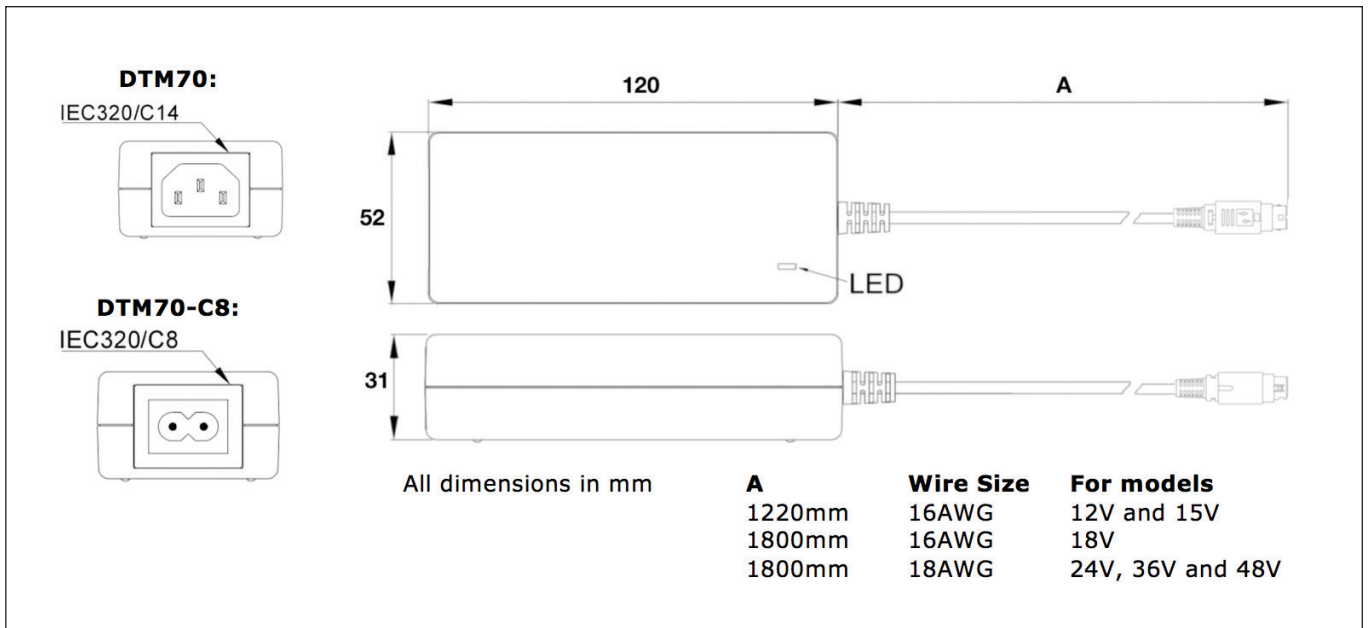 DTM70:
IEC320/C14
120
A
52
LED
DTM70-C8:
IEC320/C8
31
All dimensions in mm
A Wire Size For models
1220mm 16AWG 12V and 15V
1800mm 16AWG 18V
1800mm 18AWG 24V, 36V and 48V